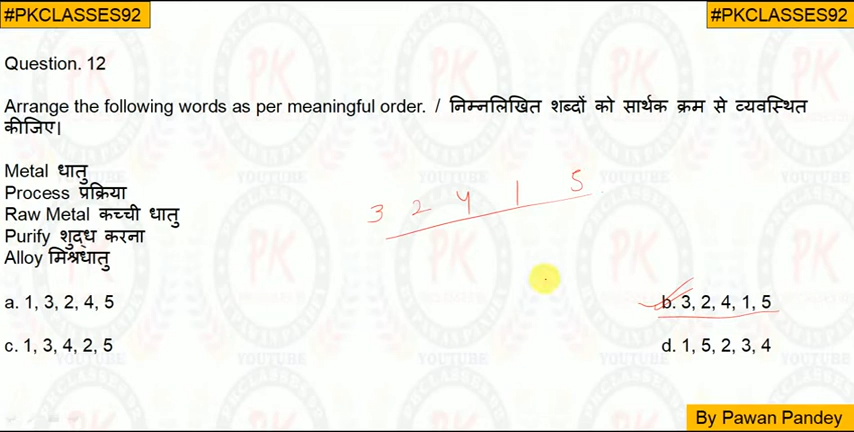 #PKCLASSES92
#PKCLASSES92
Question. 12
Arrange the following words as per meaningful order. / निम्नलिखित शब्दों को सार्थक क्रम से व्यवस्थित
कीजिए।
Metal धातु
Process प्रक्रिया
Raw Metal कच्ची धातु
Purify शुद्ध करना
Alloy मिश्रधातु
3 2 4 1 5
a. 1, 3, 2, 4, 5
b. 3, 2, 4, 1, 5
c. 1, 3, 4, 2, 5
d. 1, 5, 2, 3, 4
By Pawan Pandey